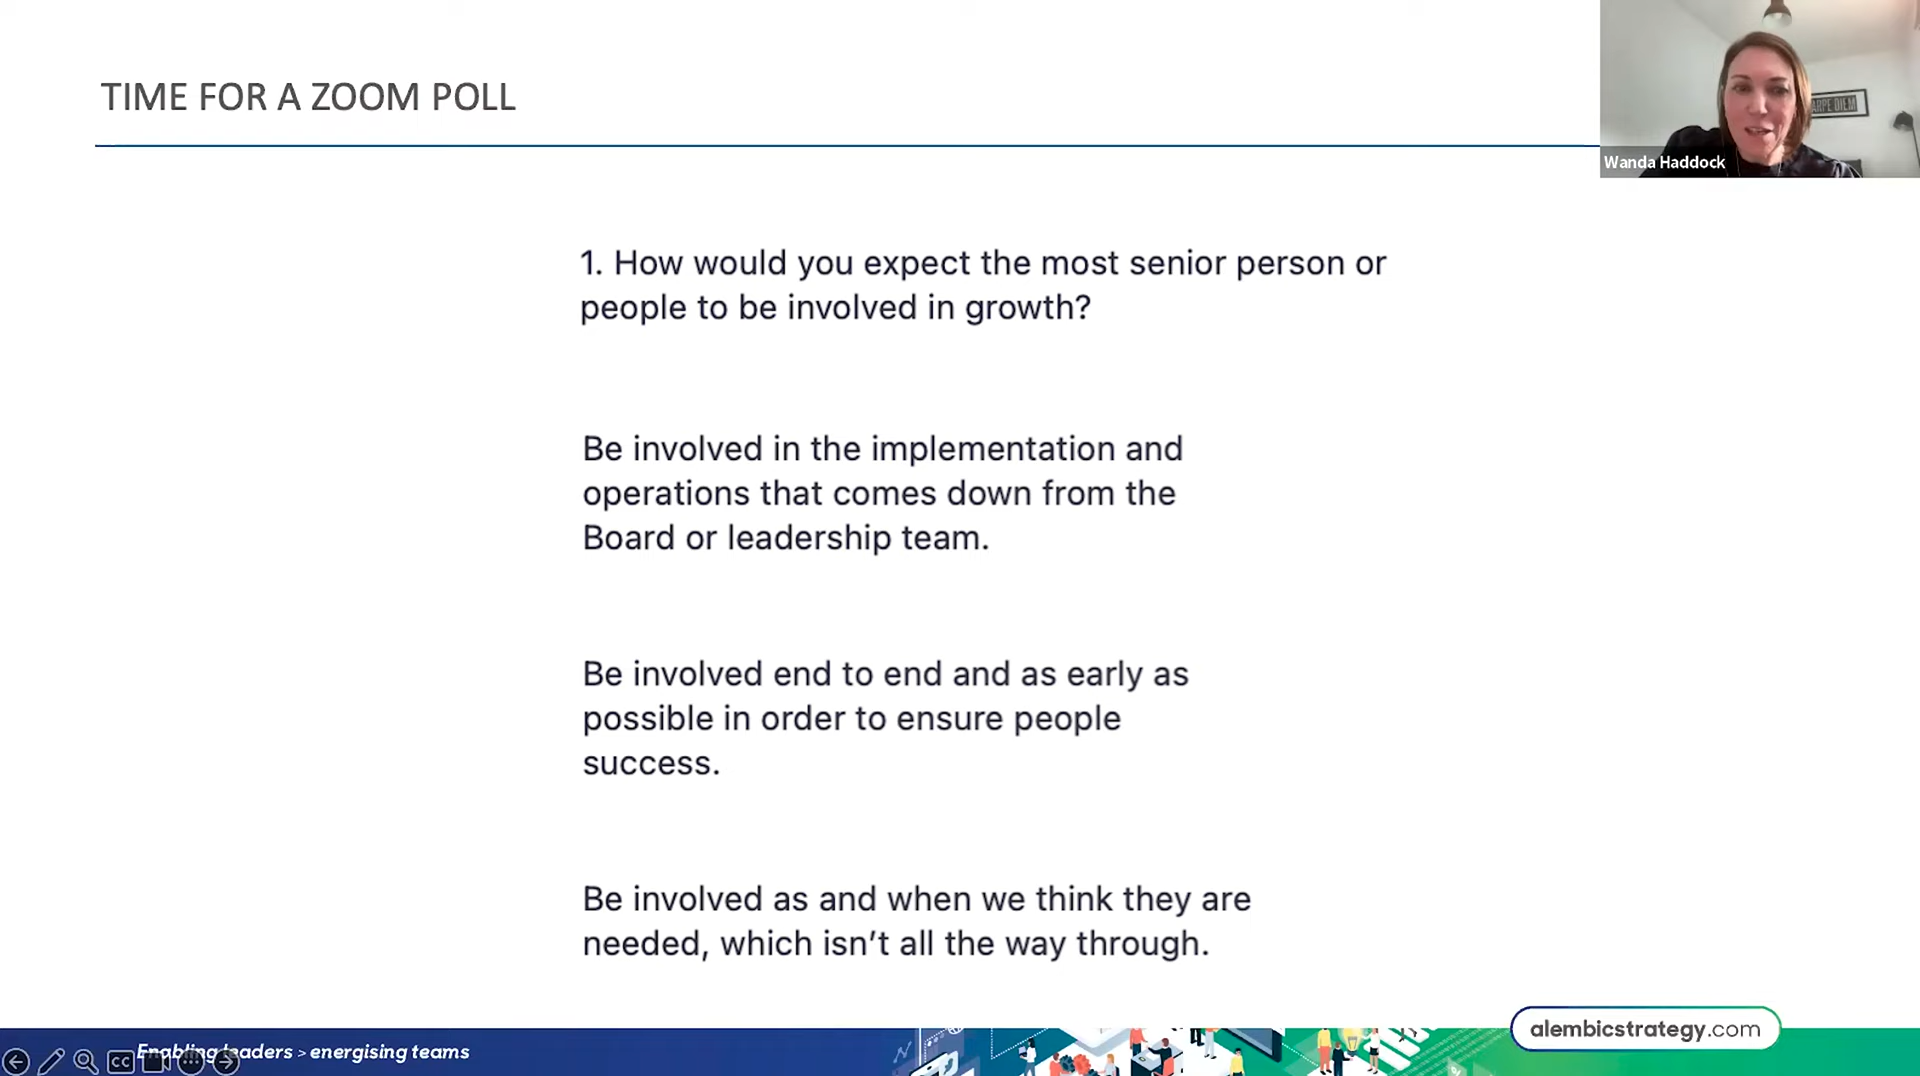 TIME FOR A ZOOM POLL
ARPE DIEM
Wanda Haddock
1. How would you expect the most senior person or
people to be involved in growth?
Be involved in the implementation and
operations that comes down from the
Board or leadership team.
Be involved end to end and as early as
possible in order to ensure people
success.
Be involved as and when we think they are
needed, which isn’t all the way through.
alembicstrategy.com
Enabling leaders > energising teams
CC